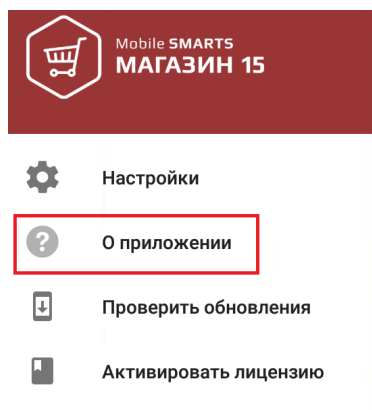 Mobile SMARTS
МАГАЗИН 15
Настройки
О приложении
Проверить обновления
Активировать лицензию